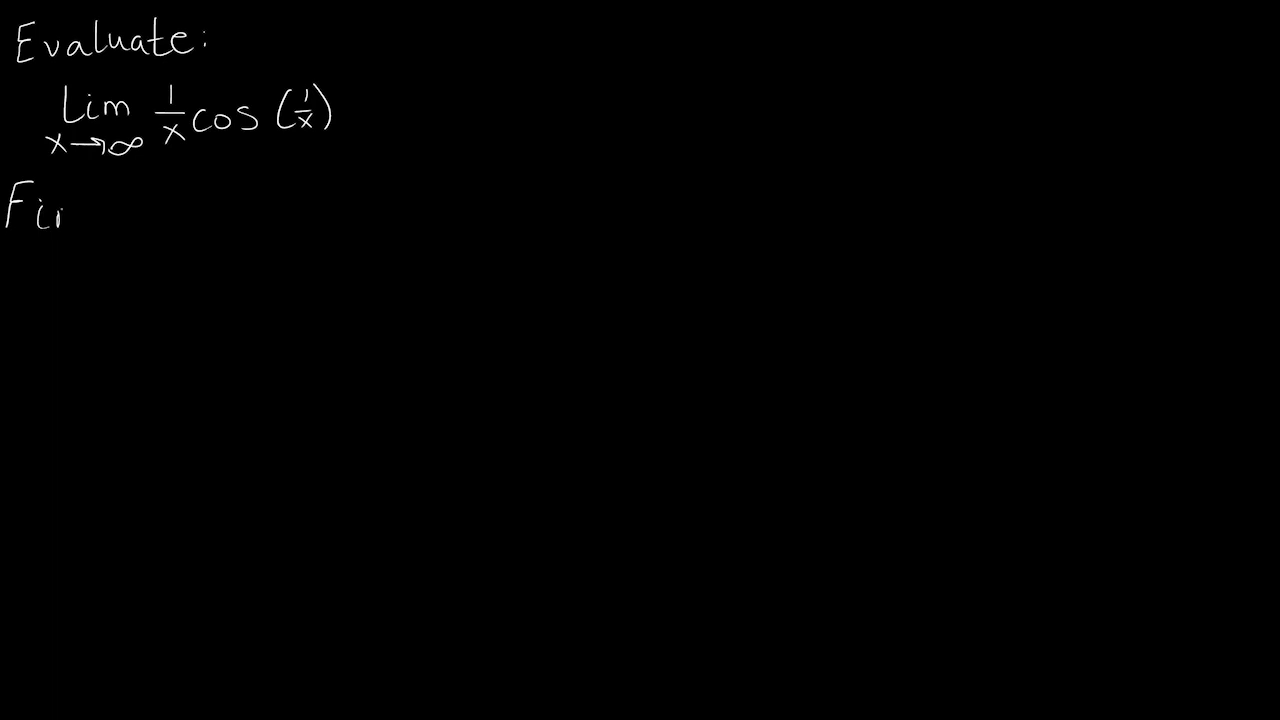 Evaluate:
Lim x→∞ 1/x cos (1/x)